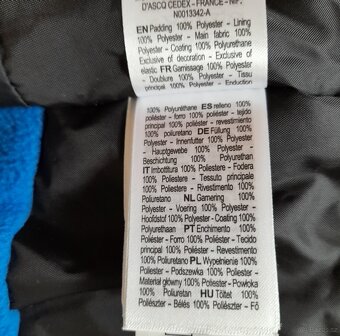 D'ASCQ CEDEX - FRANCE - NIF.
N0013342-A
EN Padding 100% Polyester - Lining
100% Polyester - Main fabric 100%
Polyester - Coating 100% Polyurethane
Exclusive of decoration - Exclusive of
elastic FR Garnissage 100% Polyester
- Doublure 100% Polyester - Tissu
principal 100% Polyester - Enduction
100% Polyuréthane ES relleno 100%
poliéster - forro 100% poliéster - tejido
principal 100% poliéster - revestimiento
100% poliuretano DE Füllung 100%
Polyester - Innenfutter 100% Polyester
- Hauptgewebe 100% Polyester -
Beschichtung 100% Polyurethan
IT Imbottitura 100% Poliestere - Fodera
100% Poliestere - Tessuto principale
100% Poliestere - Rivestimento 100%
Poliuretano NL Garnering 100%
Polyester - Voering 100% Polyester -
Hoofdstof 100% Polyester - Coating 100%
Polyurethaan PT Enchimento 100%
Poliéster - Forro 100% Poliéster - Tecido
principal 100% Poliéster - Revestimento
100% Poliuretano PL Wypełnienie 100%
Poliester - Podszewka 100% Poliester -
Materiał główny 100% Poliester - Powłoka
100% Poliuretan HU Töltet 100%
Poliészter - Bélés 100% Poliészter - Fő